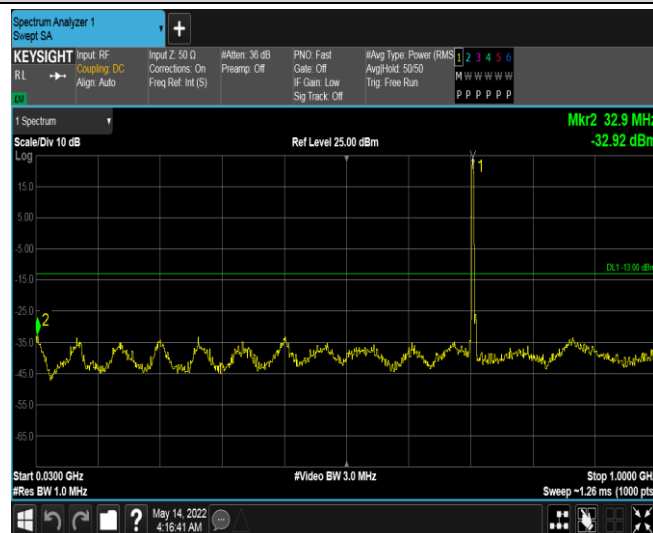 Spectrum Analyzer 1
Swept SA
+
KEYSIGHT Input: RF Input Z: 50 Ω #Atten: 36 dB PNO: Fast #Avg Type: Power (RMS 1 2 3 4 5 6
RL Coupling: DC Corrections: On Preamp: Off Gate: Off Avg|Hold: 50/50 M W W W W W
Align: Auto Freq Ref: Int (S) IF Gain: Low Trig: Free Run P P P P P P
Sig Track: Off
1 Spectrum Mkr2 32.9 MHz
Scale/Div 10 dB Ref Level 25.00 dBm -32.92 dBm
Log
1
15.0
5.00
-5.00
DL1 -13.00 dBm
-15.0
-25.0
2
-35.0
-45.0
-55.0
-65.0
Start 0.0300 GHz #Video BW 3.0 MHz Stop 1.0000 GHz
#Res BW 1.0 MHz Sweep ~1.26 ms (1000 pts
? May 14, 2022
4:16:41 AM